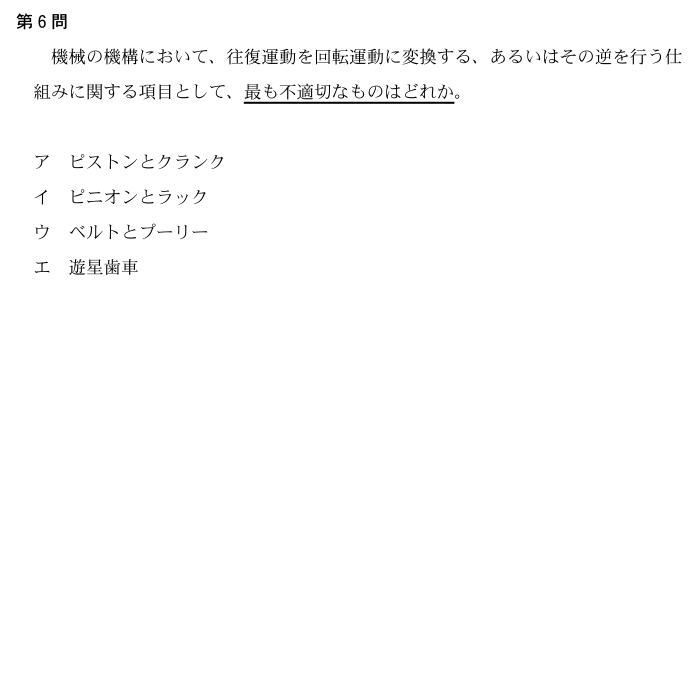 第６問
機械の機構において、往復運動を回転運動に変換する、あるいはその逆を行う仕
組みに関する項目として、最も不適切なものはどれか。
ア　ピストンとクランク
イ　ピニオンとラック
ウ　ベルトとプーリー
エ　遊星歯車